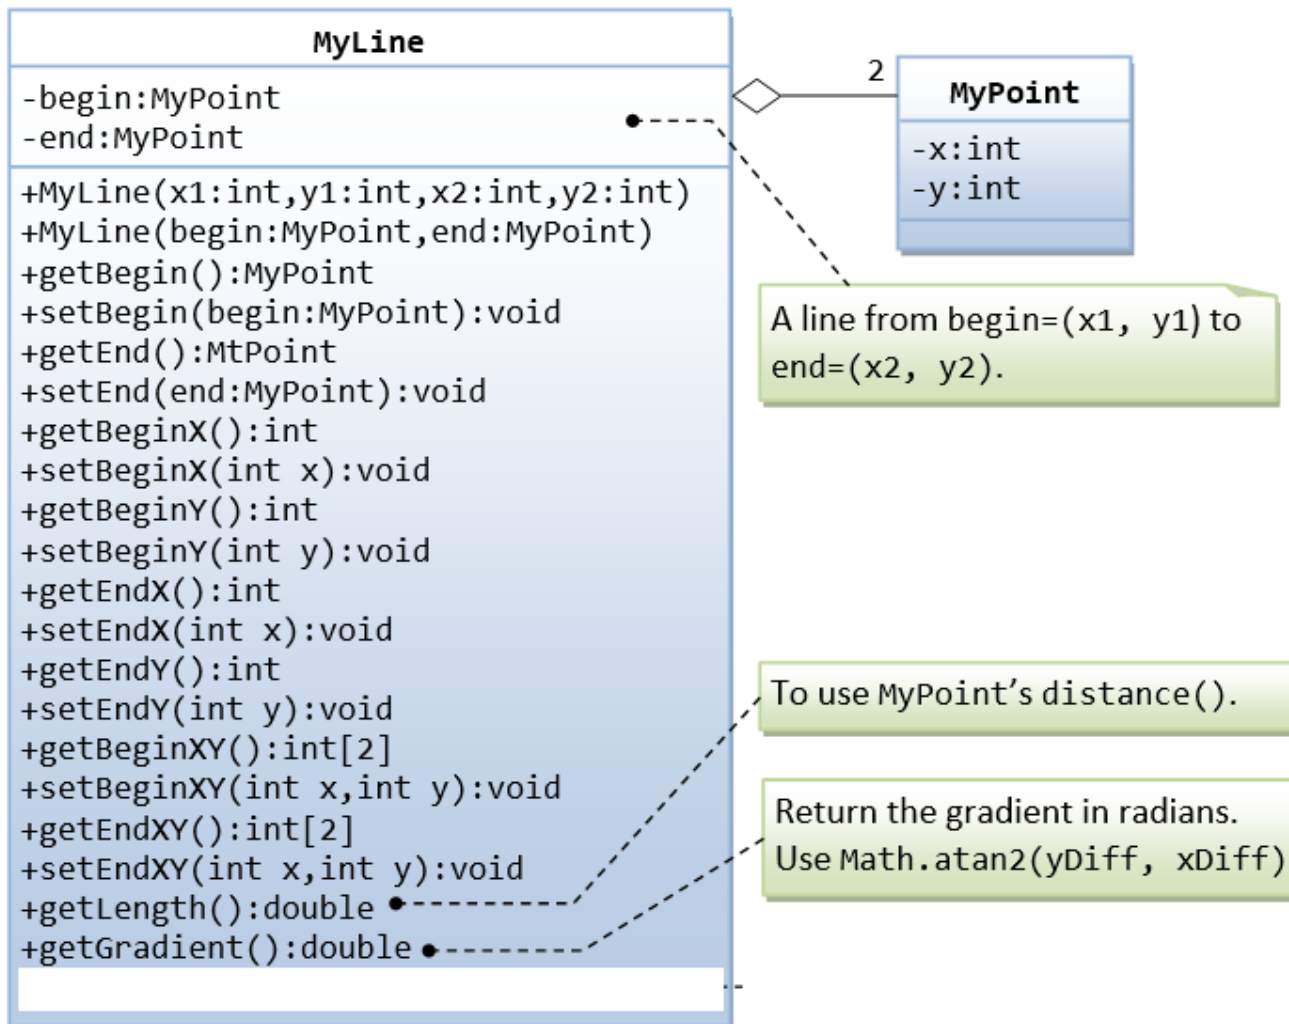 MyLine
-begin:MyPoint
-end:MyPoint
+MyLine(x1:int,y1:int,x2:int,y2:int)
+MyLine(begin:MyPoint,end:MyPoint)
+getBegin():MyPoint
+setBegin(begin:MyPoint):void
+getEnd():MtPoint
+setEnd(end:MyPoint):void
+getBeginX():int
+setBeginX(int x):void
+getBeginY():int
+setBeginY(int y):void
+getEndX():int
+setEndX(int x):void
+getEndY():int
+setEndY(int y):void
+getBeginXY():int[2]
+setBeginXY(int x,int y):void
+getEndXY():int[2]
+setEndXY(int x,int y):void
+getLength():double
+getGradient():double
2
MyPoint
-x:int
-y:int
A line from begin=(x1, y1) to
end=(x2, y2).
To use MyPoint’s distance().
Return the gradient in radians.
Use Math.atan2(yDiff, xDiff)